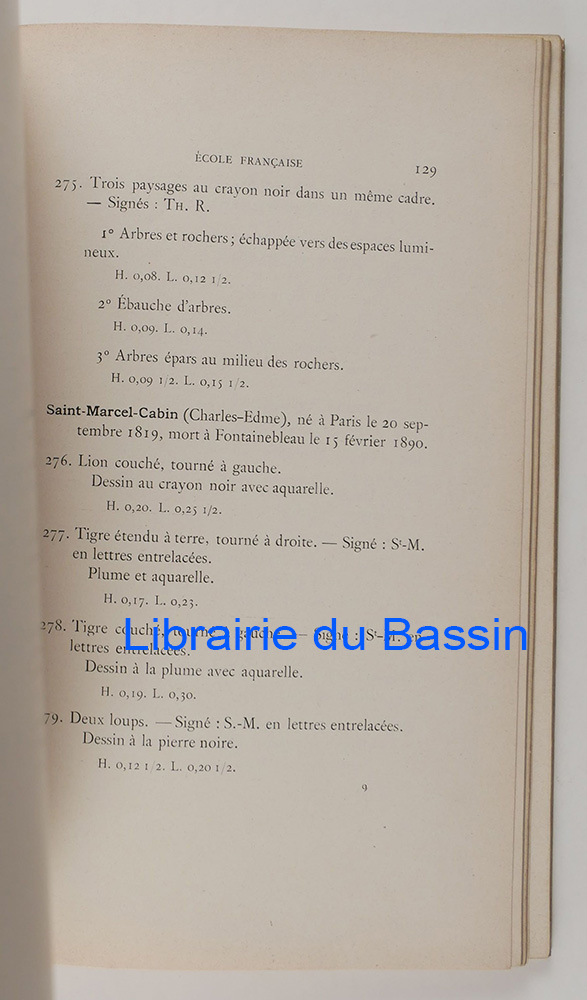 ÉCOLE FRANÇAISE
129
275. Trois paysages au crayon noir dans un même cadre.
— Signés : TH. R.
1° Arbres et rochers ; échappée vers des espaces lumi-
neux.
H. 0,08. L. 0,12 1/2.
2° Ébauche d'arbres.
H. 0,09. L. 0,14.
3° Arbres épars au milieu des rochers.
H. 0,09 1/2. L. 0,15 1/2.
Saint-Marcel-Cabin (Charles-Edme), né à Paris le 20 sep-
tembre 1819, mort à Fontainebleau le 15 février 1890.
276. Lion couché, tourné à gauche.
Dessin au crayon noir avec aquarelle.
H. 0,20. L. 0,25 1/2.
277. Tigre étendu à terre, tourné à droite. — Signé : Sᵗ-M.
en lettres entrelacées.
Plume et aquarelle.
H. 0,17. L. 0,23.
278. Tigre couché, tourné à gauche. — Signé : Sᵗ-M. en
lettres entrelacées.
Librairie du Bassin
Dessin à la plume avec aquarelle.
H. 0,19. L. 0,30.
79. Deux loups. — Signé : S.-M. en lettres entrelacées.
Dessin à la pierre noire.
H. 0,12 1/2. L. 0,20 1/2.
9